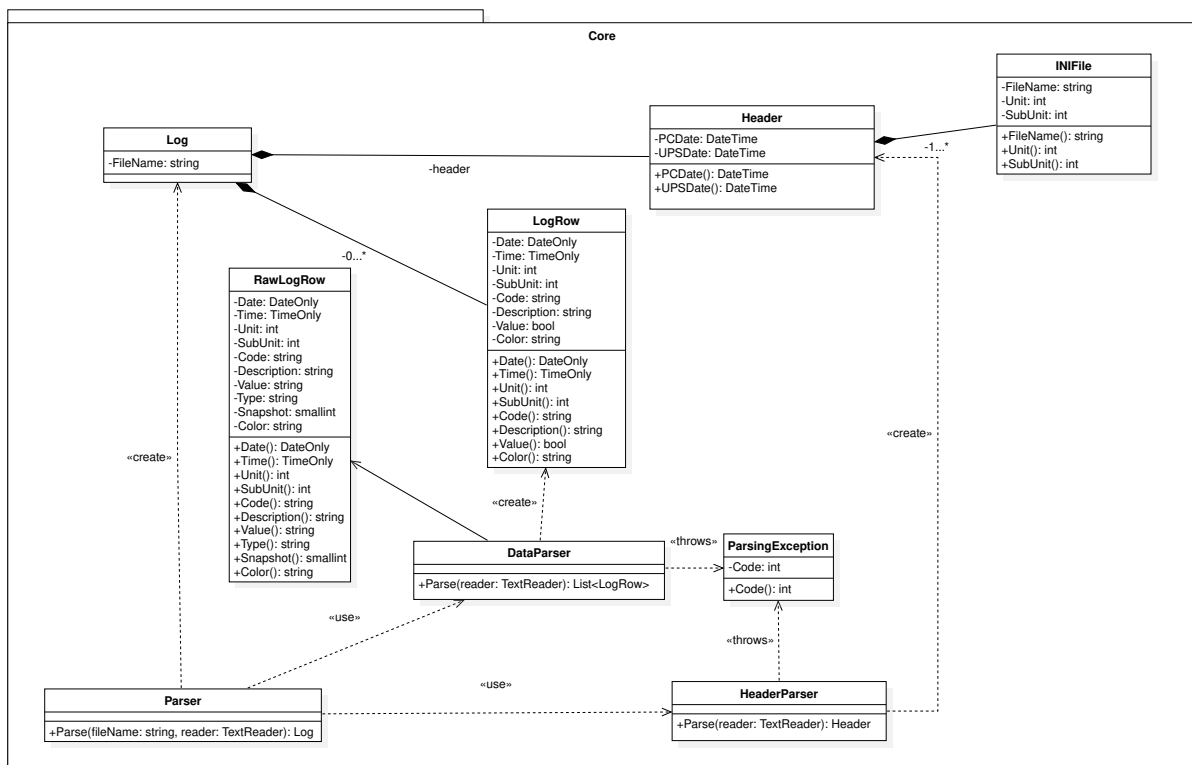 Core
INIFile
-FileName: string
-Unit: int
-SubUnit: int
+FileName(): string
+Unit(): int
+SubUnit(): int
Header
-PCDate: DateTime
-UPSDate: DateTime
+PCDate(): DateTime
+UPSDate(): DateTime
-1...*
Log
-FileName: string
-header
-0...*
LogRow
-Date: DateOnly
-Time: TimeOnly
-Unit: int
-SubUnit: int
-Code: string
-Description: string
-Value: bool
-Color: string
+Date(): DateOnly
+Time(): TimeOnly
+Unit(): int
+SubUnit(): int
+Code(): string
+Description(): string
+Value(): bool
+Color(): string
RawLogRow
-Date: DateOnly
-Time: TimeOnly
-Unit: int
-SubUnit: int
-Code: string
-Description: string
-Value: string
-Type: string
-Snapshot: smallint
-Color: string
+Date(): DateOnly
+Time(): TimeOnly
+Unit(): int
+SubUnit(): int
+Code(): string
+Description(): string
+Value(): string
+Type(): string
+Snapshot(): smallint
+Color(): string
«create»
«create»
«create»
DataParser
+Parse(reader: TextReader): List<LogRow>
«throws»
ParsingException
-Code: int
+Code(): int
«use»
«throws»
«use»
Parser
+Parse(fileName: string, reader: TextReader): Log
HeaderParser
+Parse(reader: TextReader): Header